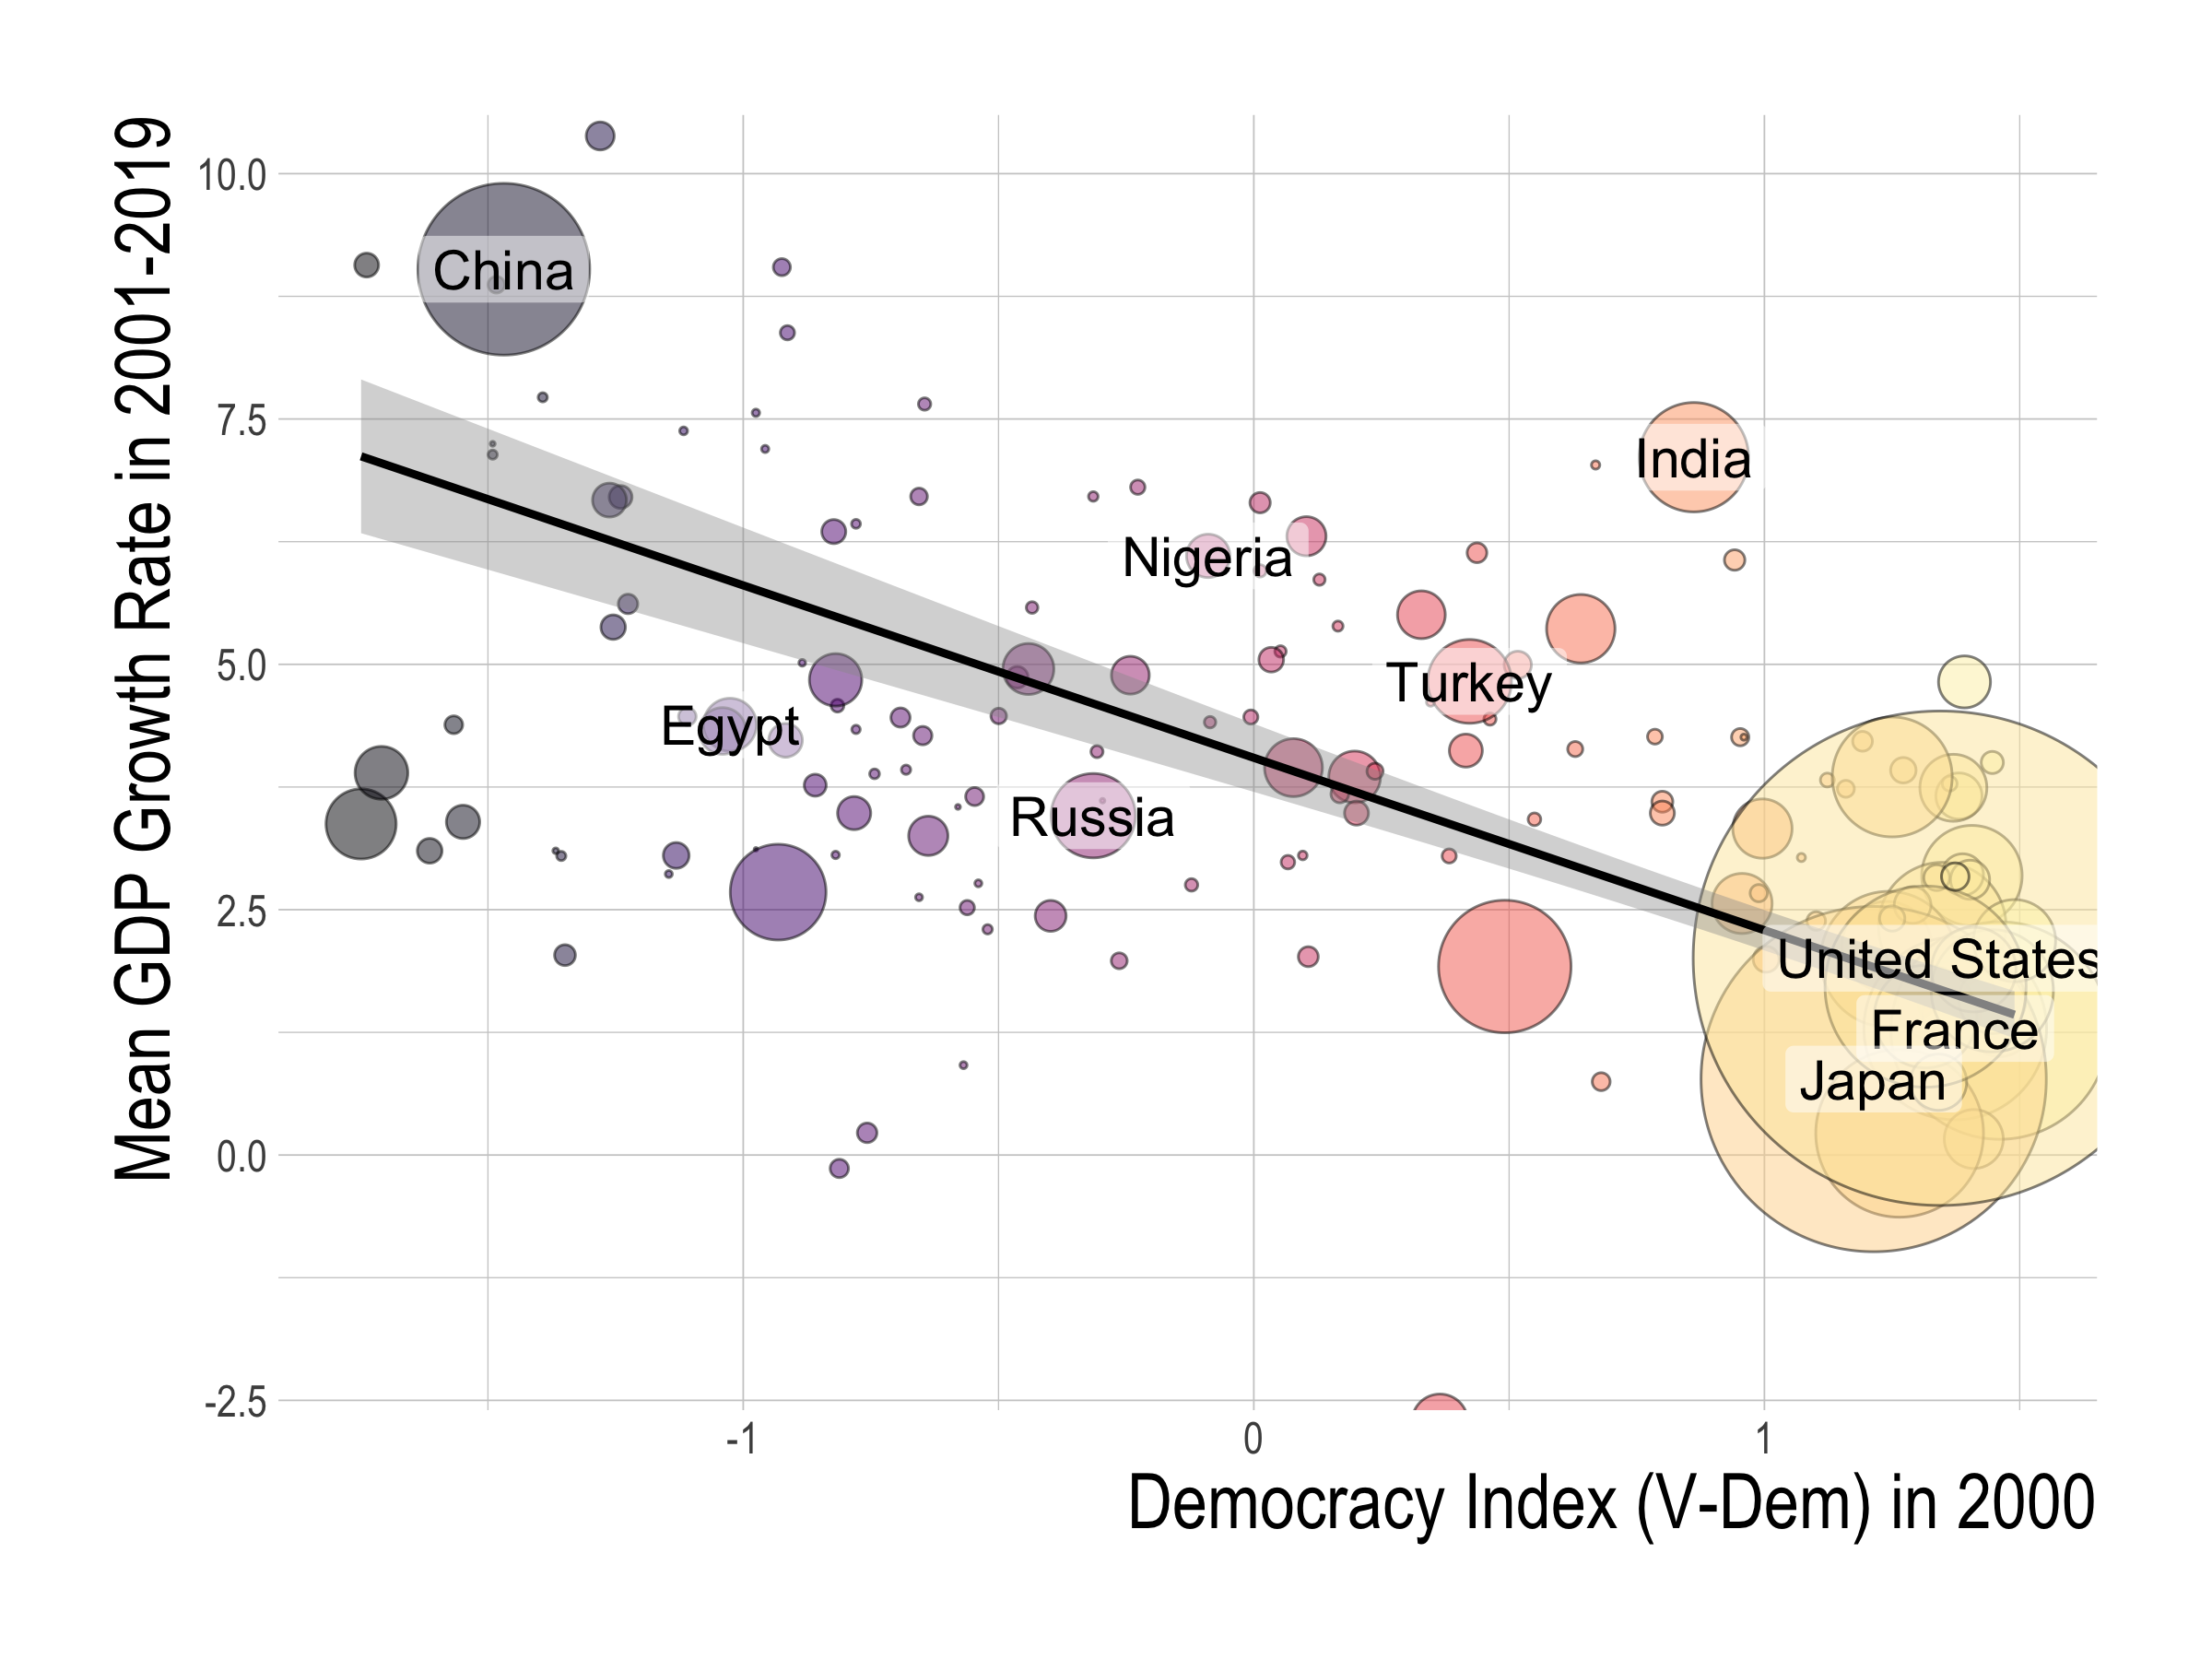 Mean GDP Growth Rate in 2001-2019
10.0
7.5
5.0
2.5
0.0
-2.5
China
India
Nigeria
Turkey
Egypt
Russia
United States
France
Japan
-1
0
1
Democracy Index (V-Dem) in 2000